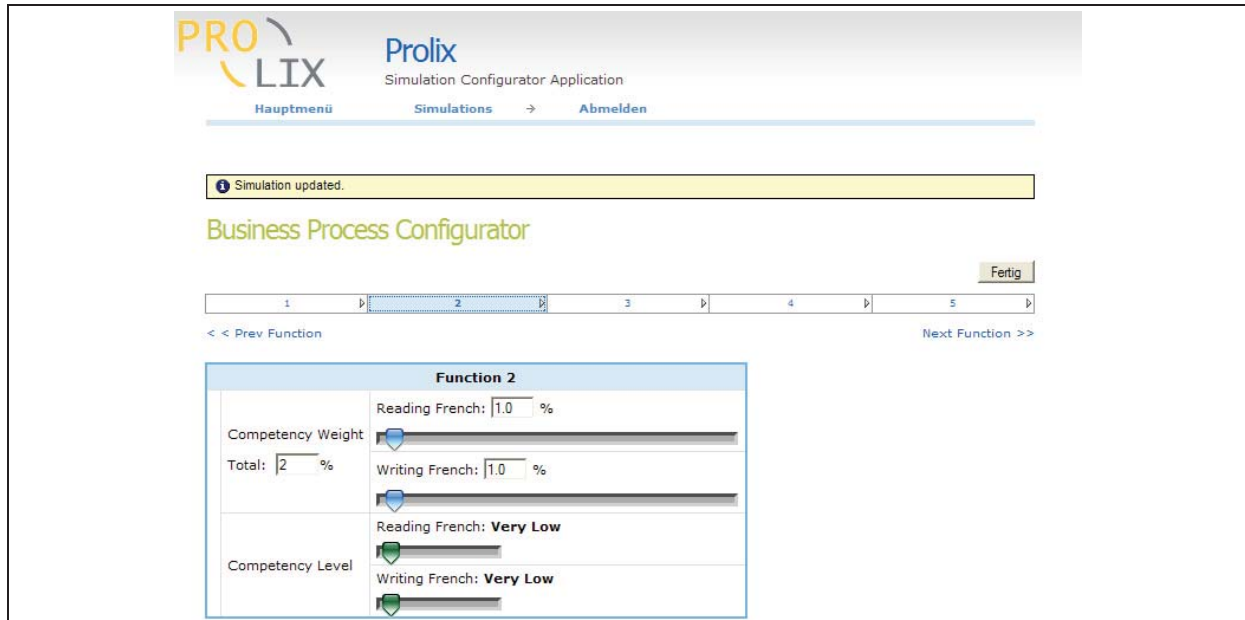 PRO
LIX
Prolix
Simulation Configurator Application
Hauptmenü Simulations → Abmelden
Simulation updated.
Business Process Configurator
Fertig
1 2 3 4 5
< < Prev Function Next Function >>
Function 2
Competency Weight
Total: 2 %
Reading French: 1.0 %
Writing French: 1.0 %
Competency Level
Reading French: Very Low
Writing French: Very Low